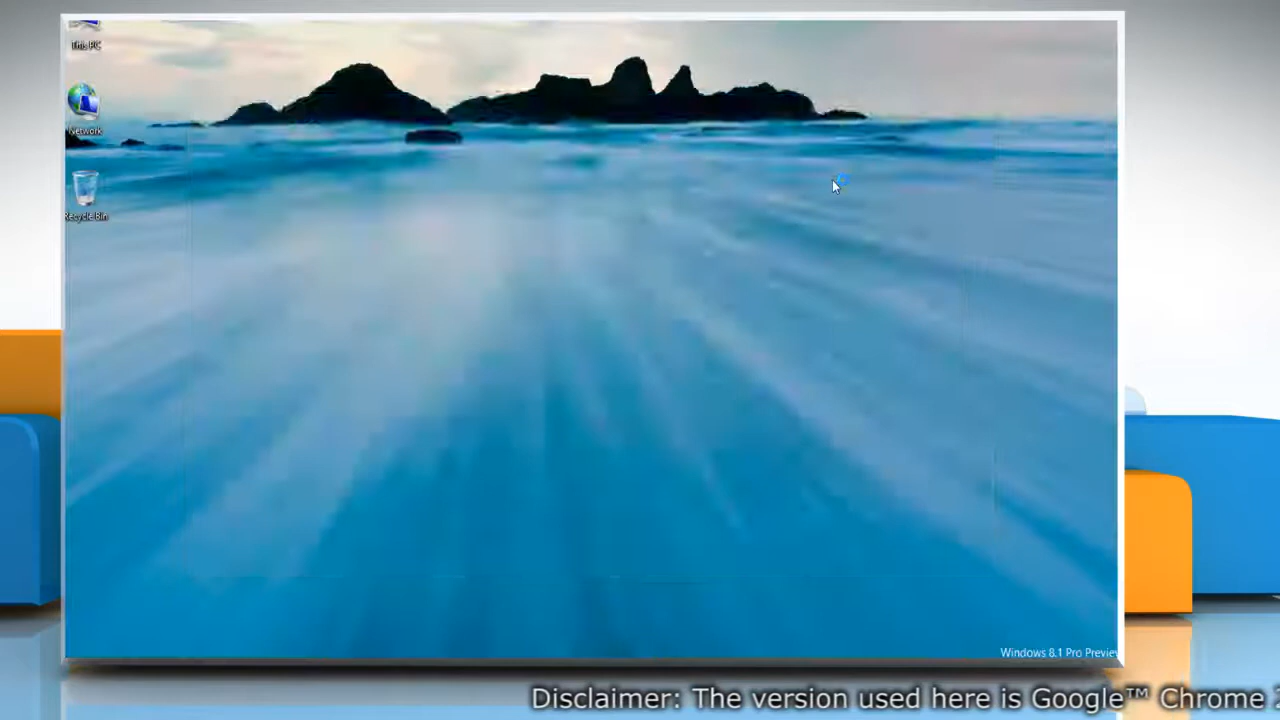 This PC
Network
Recycle Bin
Windows 8.1 Pro Preview
Disclaimer: The version used here is Google™ Chrome